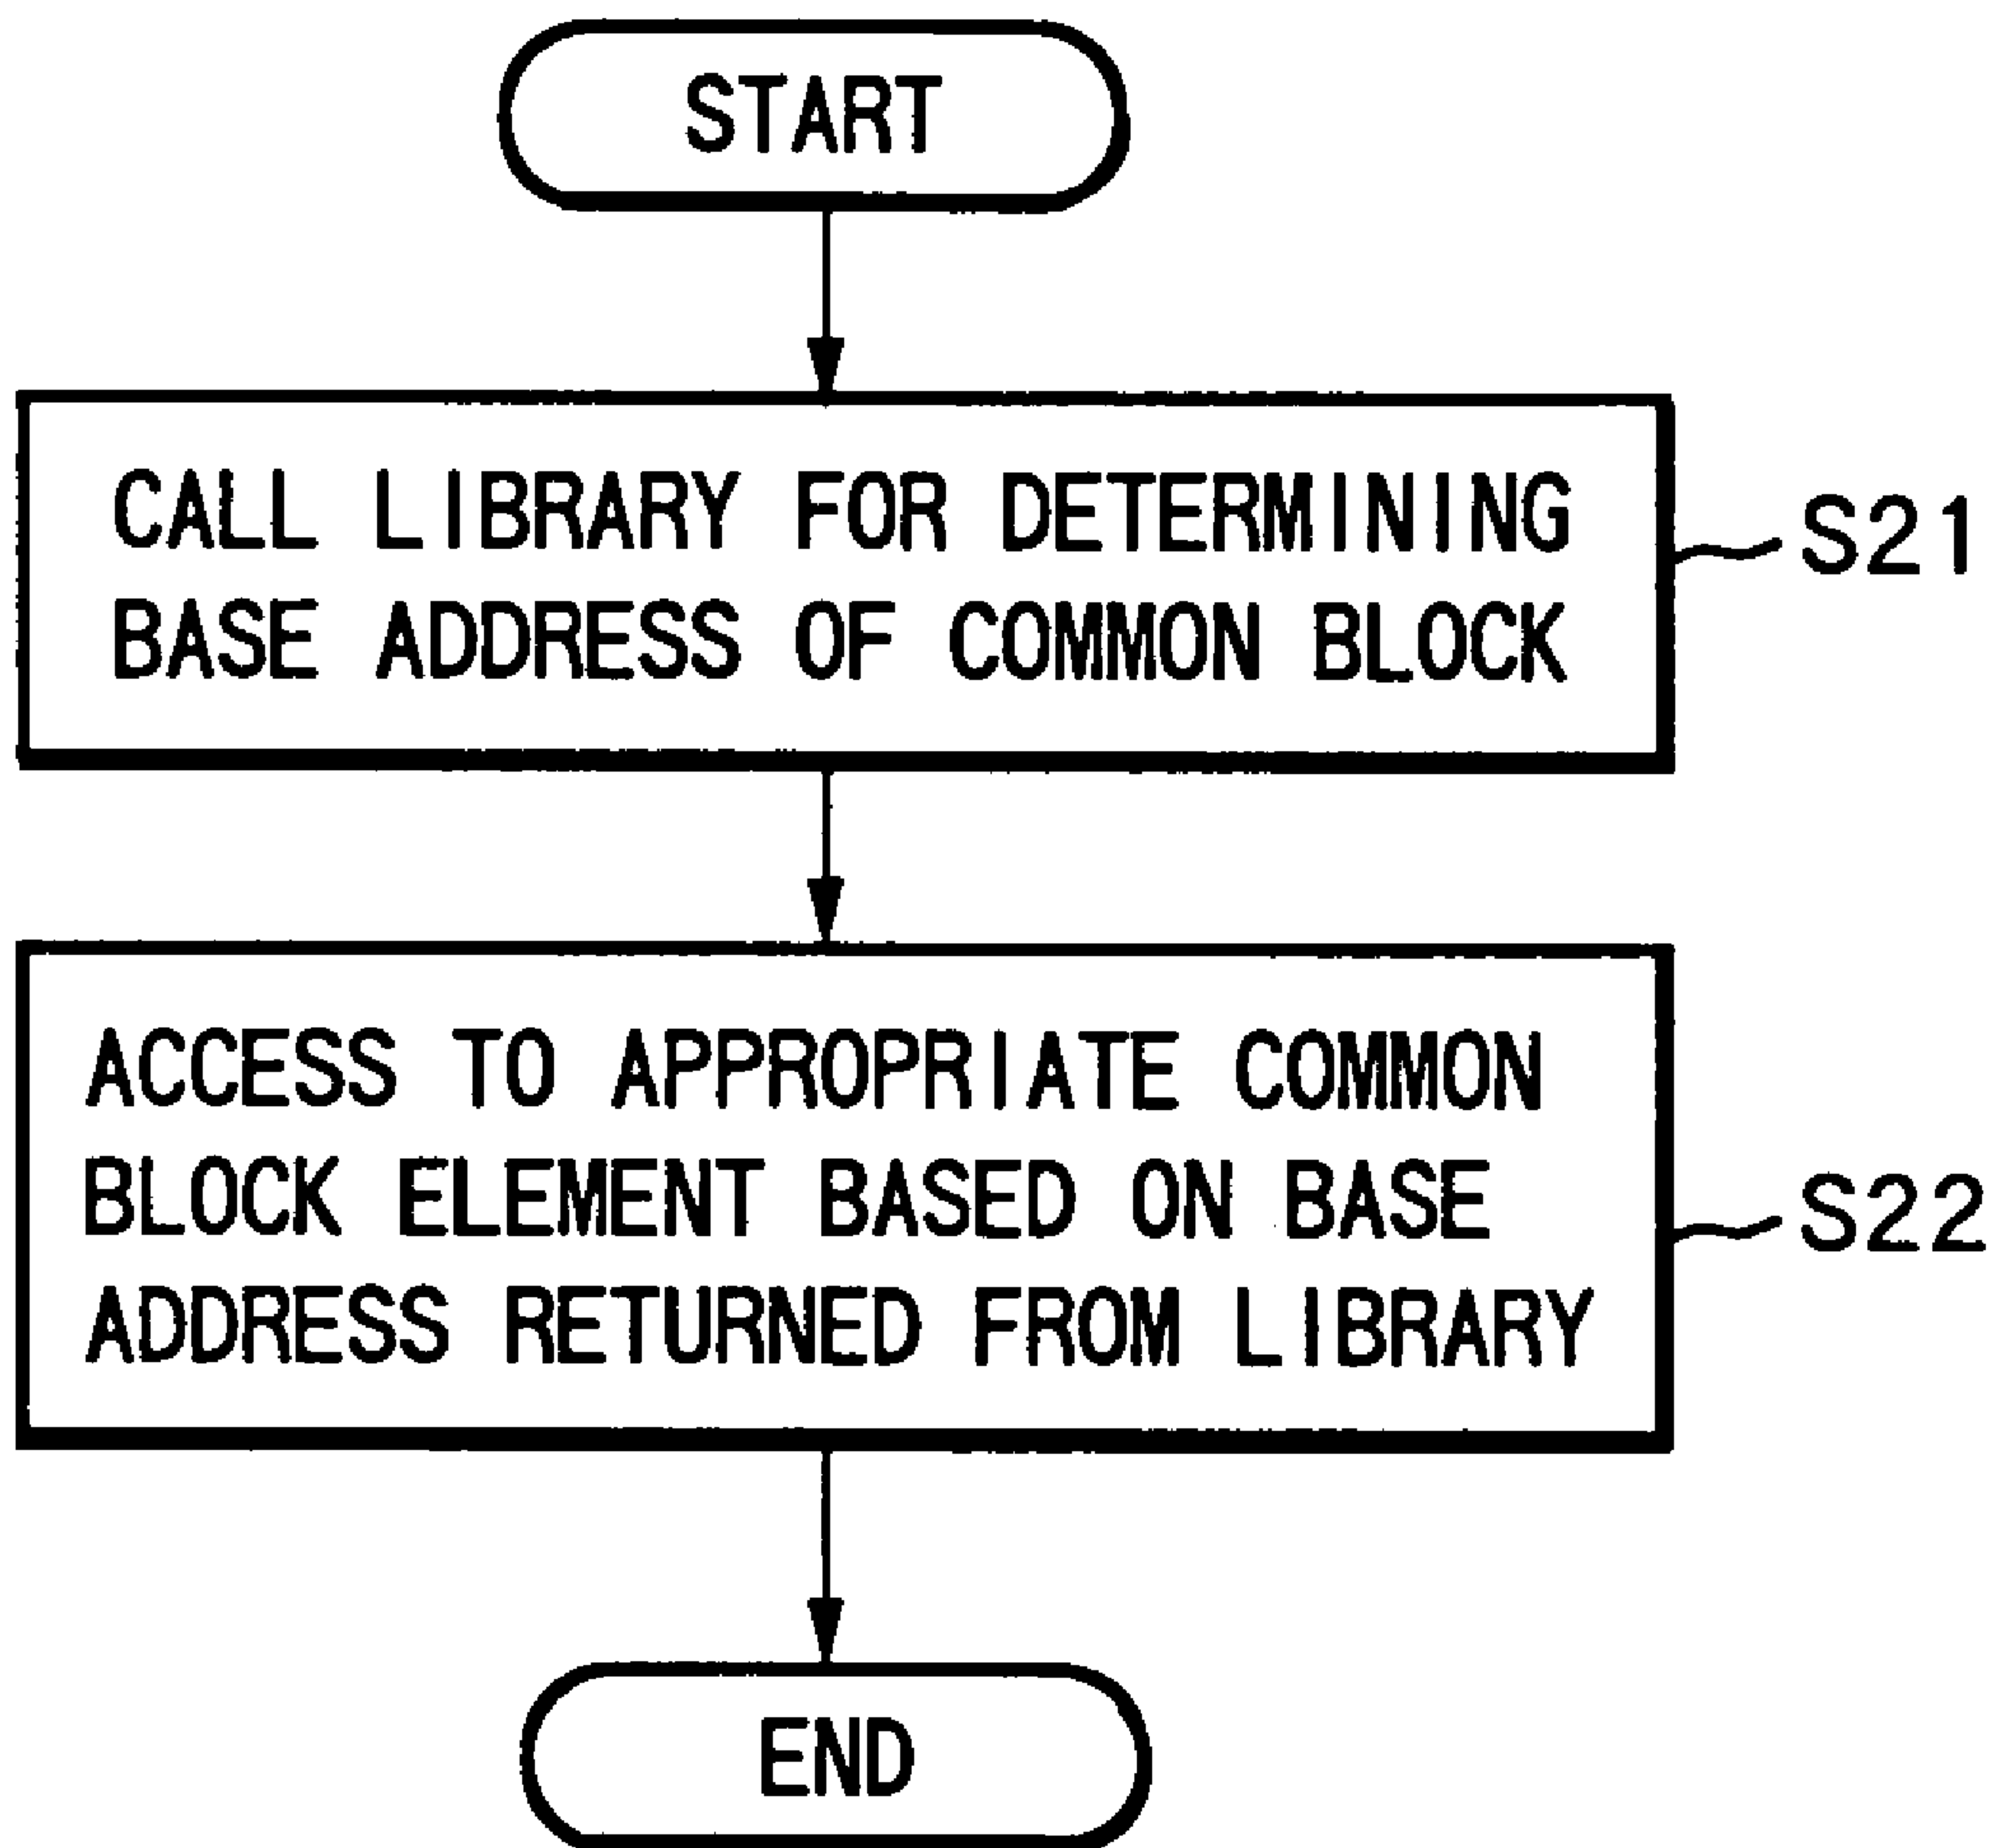 START
CALL LIBRARY FOR DETERMINING
BASE ADDRESS OF COMMON BLOCK
S21
ACCESS TO APPROPRIATE COMMON
BLOCK ELEMENT BASED ON BASE
ADDRESS RETURNED FROM LIBRARY
S22
END